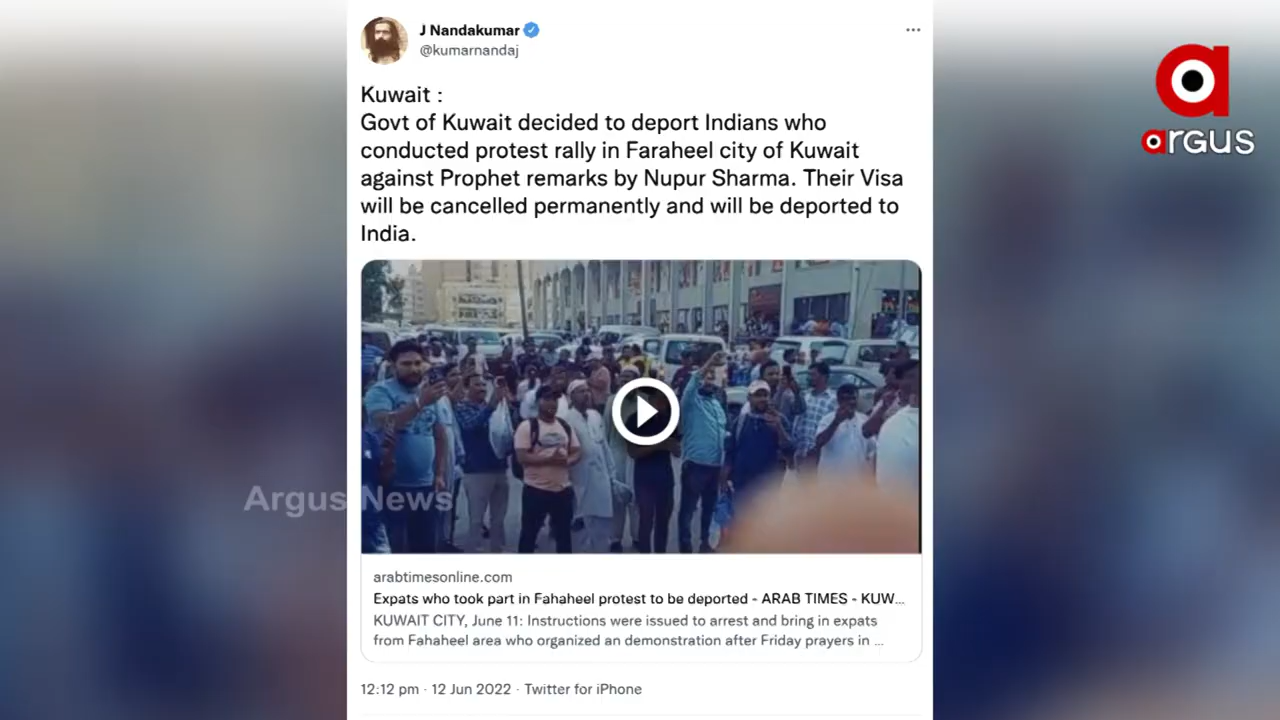 J Nandakumar
@kumarnandaj
Kuwait :
Govt of Kuwait decided to deport Indians who
conducted protest rally in Faraheel city of Kuwait
against Prophet remarks by Nupur Sharma. Their Visa
will be cancelled permanently and will be deported to
India.
arabtimesonline.com
Expats who took part in Fahaheel protest to be deported - ARAB TIMES - KUW...
KUWAIT CITY, June 11: Instructions were issued to arrest and bring in expats
from Fahaheel area who organized an demonstration after Friday prayers in ...
12:12 pm · 12 Jun 2022 · Twitter for iPhone
Argus News
a
argus